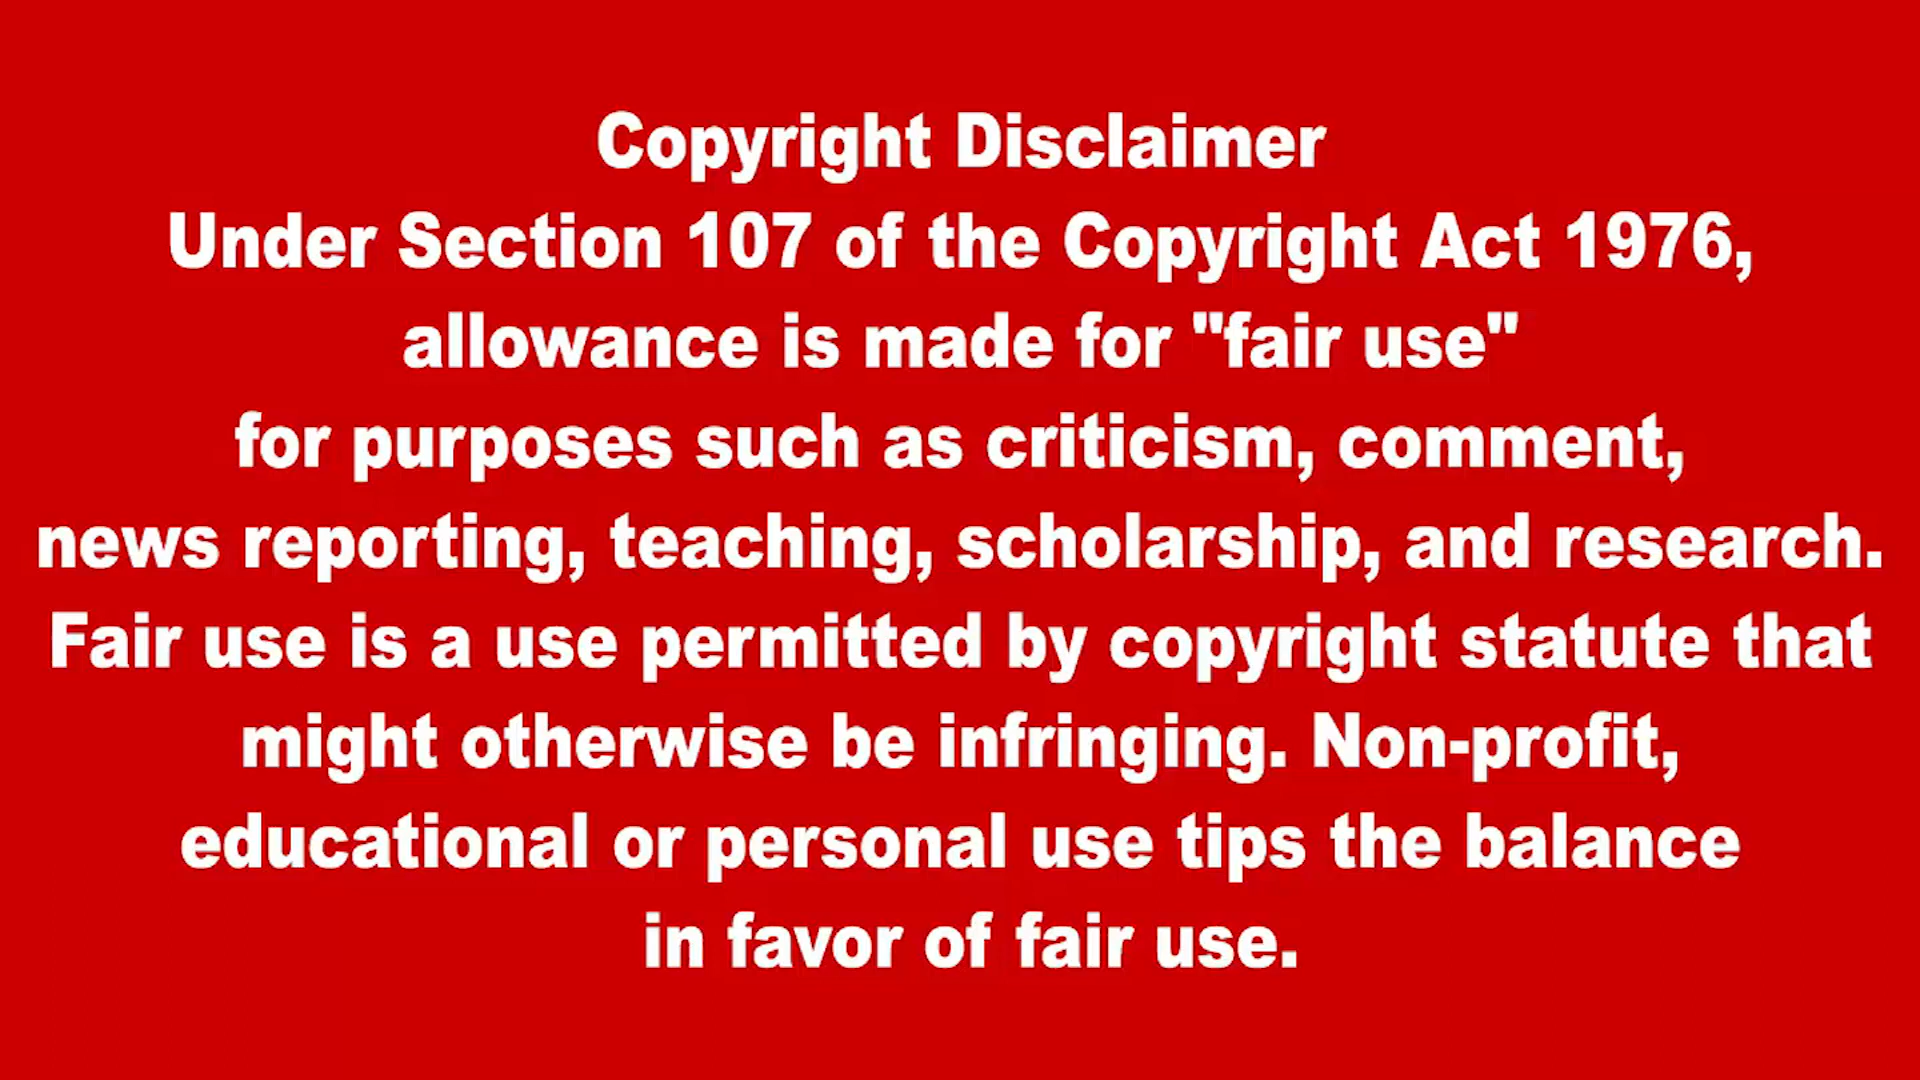 Copyright Disclaimer
Under Section 107 of the Copyright Act 1976,
allowance is made for "fair use"
for purposes such as criticism, comment,
news reporting, teaching, scholarship, and research.
Fair use is a use permitted by copyright statute that
might otherwise be infringing. Non-profit,
educational or personal use tips the balance
in favor of fair use.